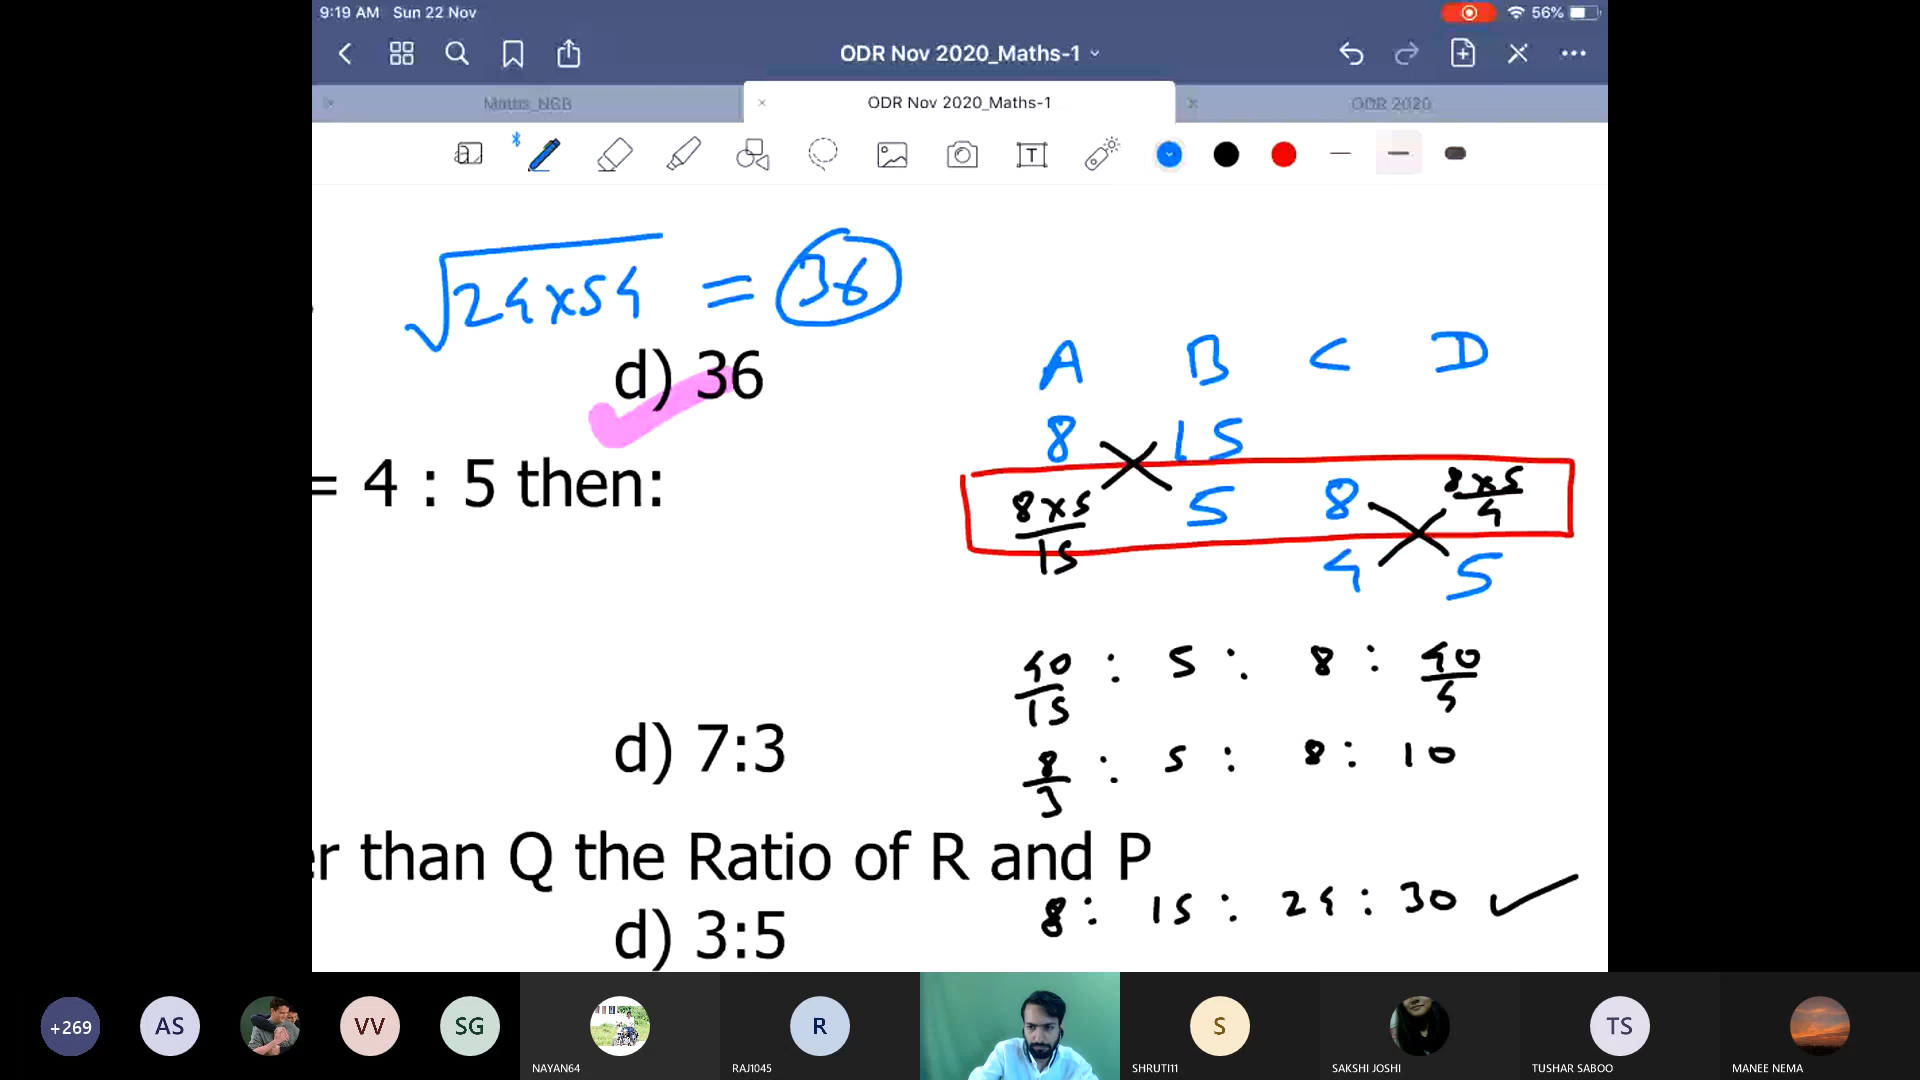 9:19 AM Sun 22 Nov
56%
ODR Nov 2020_Maths-1
Maths_NCB
ODR Nov 2020_Maths-1
ODR 2020
√24x54 = 36
d) 36
A B C D
8 15
= 4 : 5 then:
8x5/15 5 8 8x5/4
4 5
40/15 : 5 : 8 : 40/4
d) 7:3
8/3 : 5 : 8 : 10
er than Q the Ratio of R and P
8 : 15 : 24 : 30 ✓
d) 3:5
+269 AS VV SG R S TS
NAYAN64 RAJ1045 SHRUTI11 SAKSHI JOSHI TUSHAR SABOO MANEE NEMA